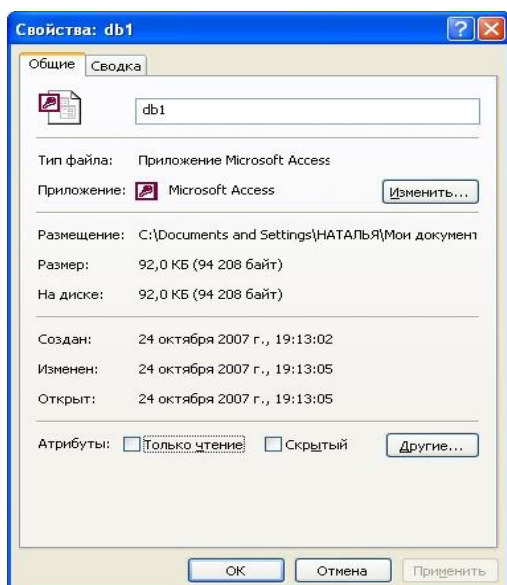 Свойства: db1
Общие Сводка
db1
Тип файла: Приложение Microsoft Access
Приложение: Microsoft Access Изменить...
Размещение: C:\Documents and Settings\НАТАЛЬЯ\Мои документ
Размер: 92,0 КБ (94 208 байт)
На диске: 92,0 КБ (94 208 байт)
Создан: 24 октября 2007 г., 19:13:02
Изменен: 24 октября 2007 г., 19:13:05
Открыт: 24 октября 2007 г., 19:13:05
Атрибуты: Только чтение Скрытый Другие...
ОК Отмена Применить